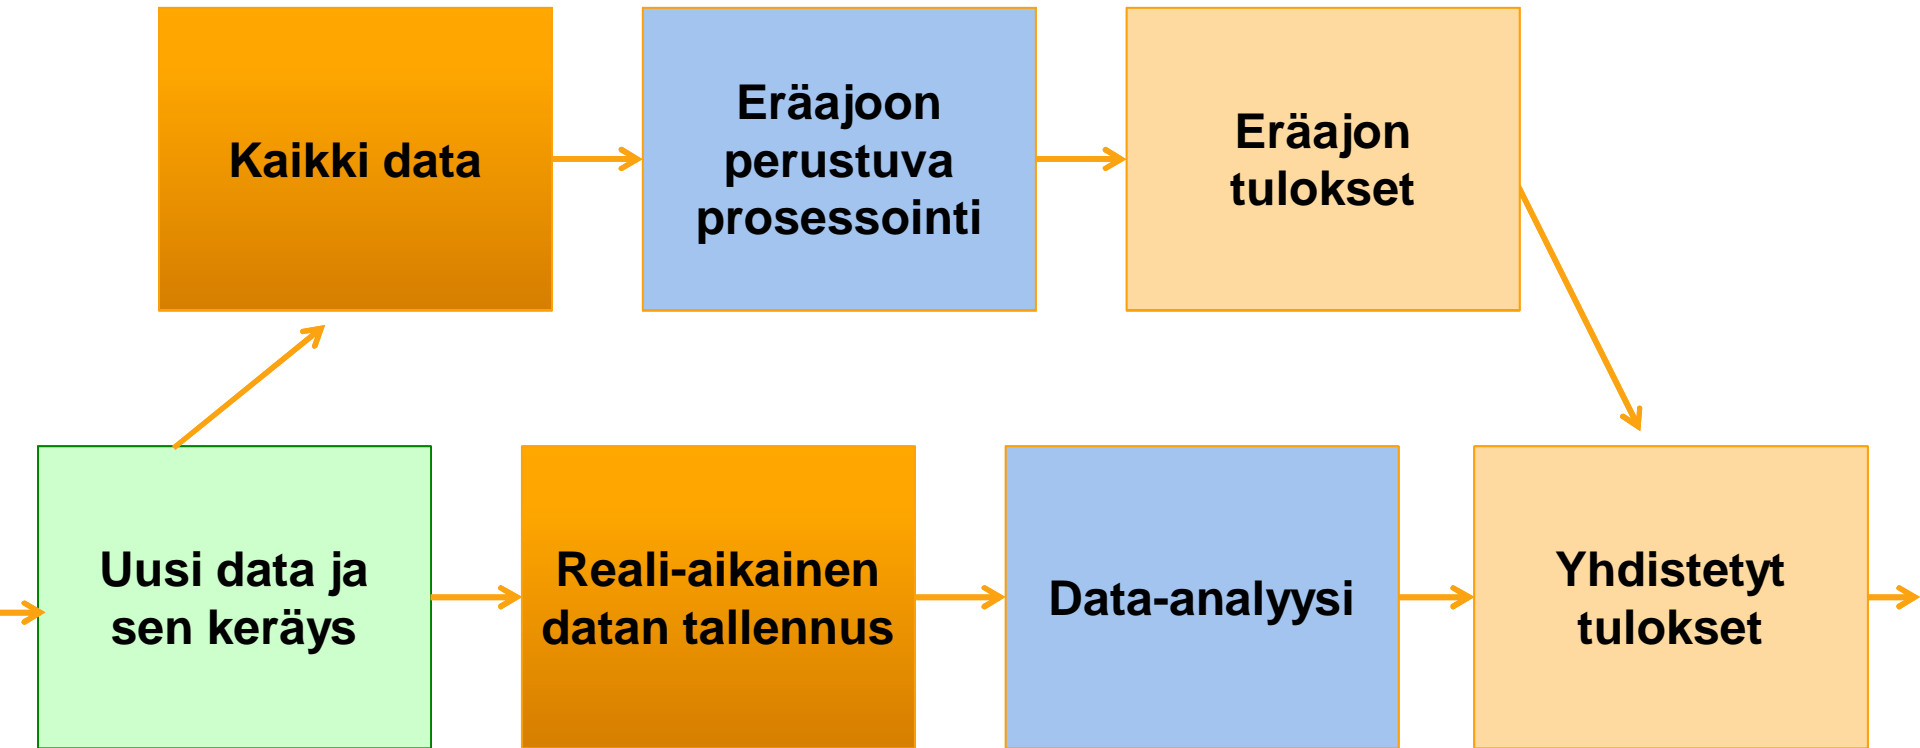 Kaikki data
Eräajoon
perustuva
prosessointi
Eräajon
tulokset
Uusi data ja
sen keräys
Reali-aikainen
datan tallennus
Data-analyysi
Yhdistetyt
tulokset